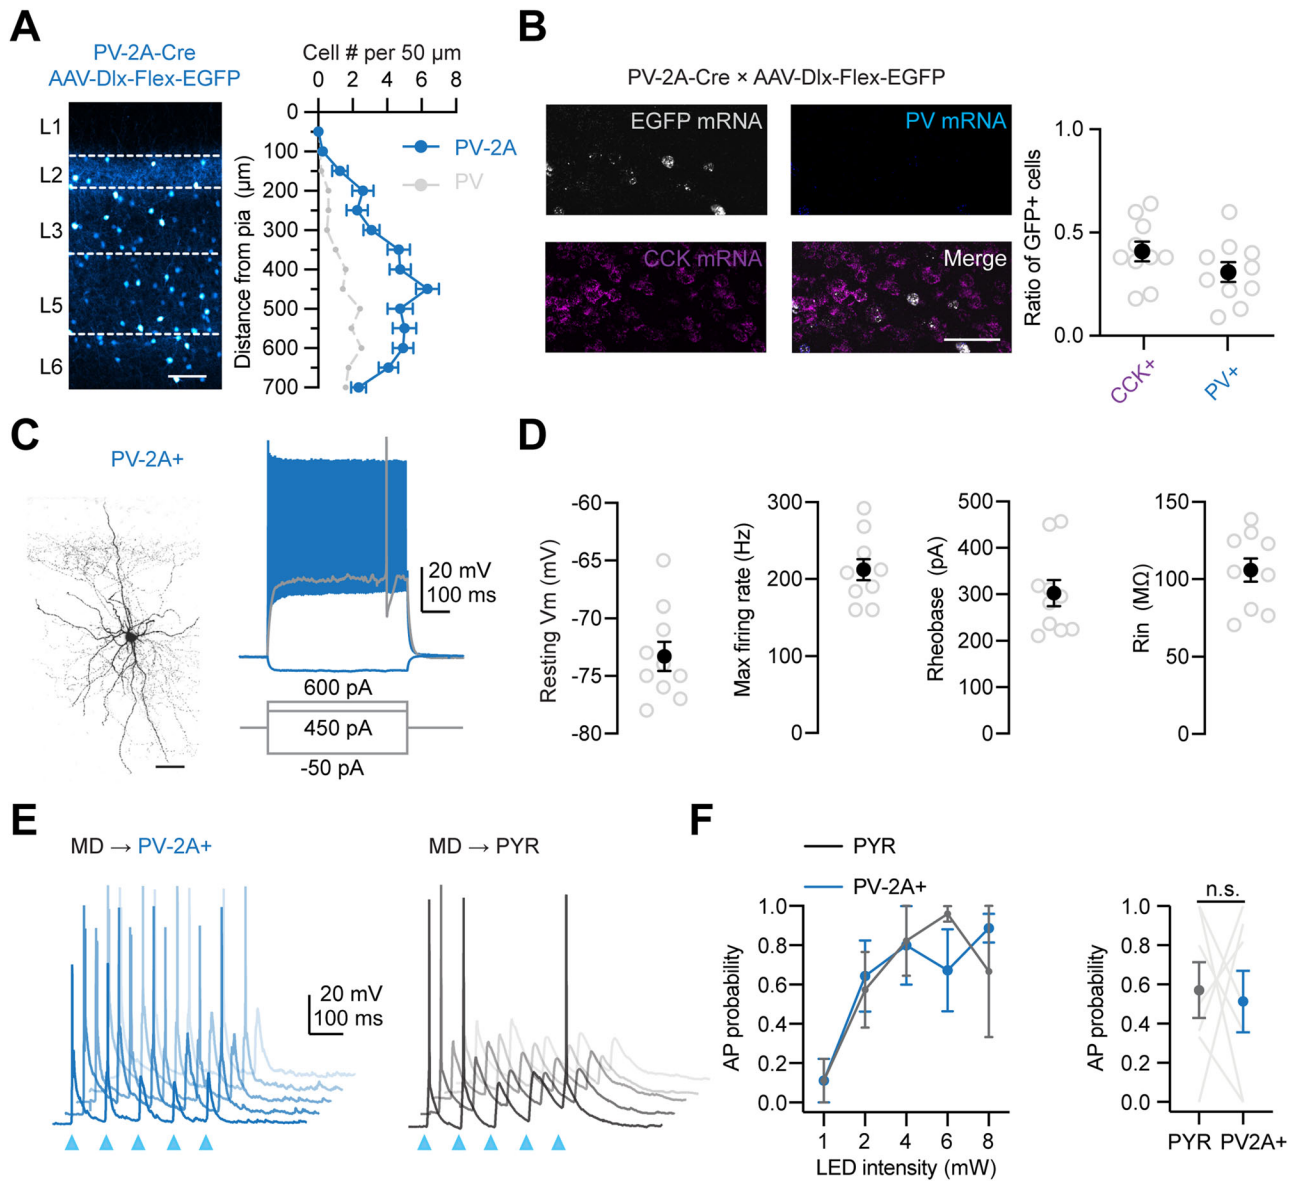 A
PV-2A-Cre
AAV-Dlx-Flex-EGFP
L1
L2
L3
L5
L6
Cell # per 50 µm
0 2 4 6 8
Distance from pia (µm)
0
100
200
300
400
500
600
700
PV-2A
PV
B
PV-2A-Cre × AAV-Dlx-Flex-EGFP
EGFP mRNA
PV mRNA
CCK mRNA
Merge
Ratio of GFP+ cells
1.0
0.5
0.0
CCK+
PV+
C
PV-2A+
20 mV
100 ms
600 pA
450 pA
-50 pA
D
Resting Vm (mV)
-60
-65
-70
-75
-80
Max firing rate (Hz)
300
200
100
0
Rheobase (pA)
500
400
300
200
100
0
Rin (MΩ)
150
100
50
0
E
MD → PV-2A+
20 mV
100 ms
MD → PYR
F
PYR
PV-2A+
AP probability
1.0
0.8
0.6
0.4
0.2
0.0
1 2 4 6 8
LED intensity (mW)
n.s.
AP probability
1.0
0.8
0.6
0.4
0.2
0.0
PYR PV2A+